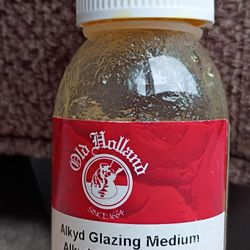 Old Holland
SINCE 1664
Alkyd Glazing Medium